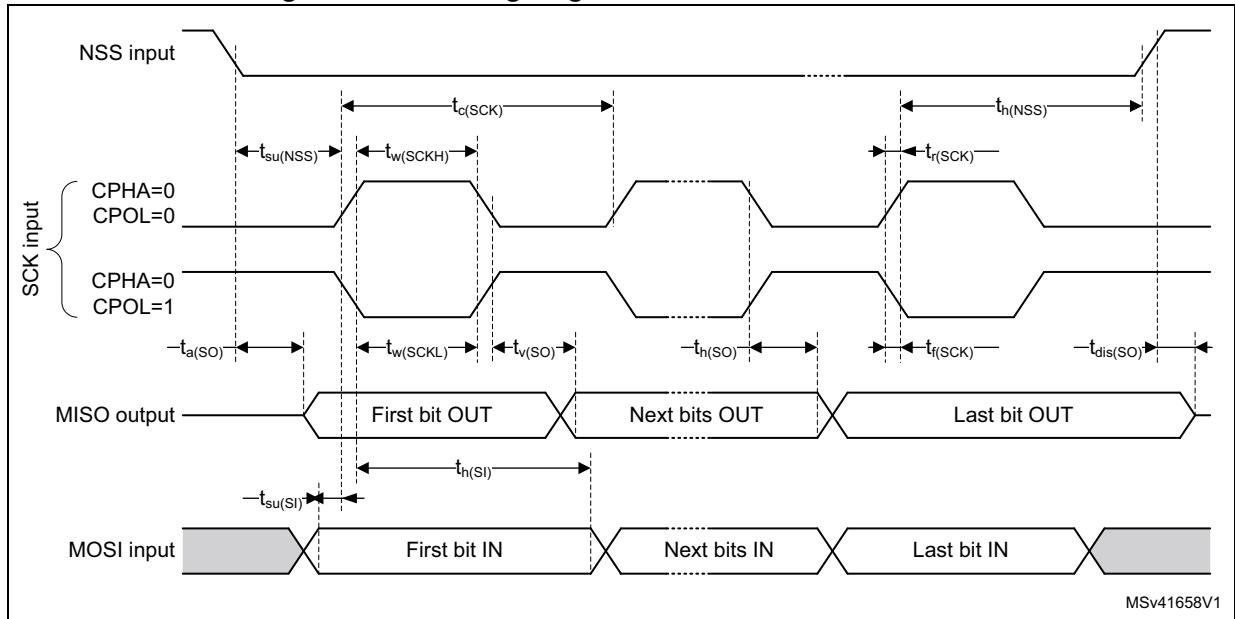 NSS input
tc(SCK)
th(NSS)
tsu(NSS)
tw(SCKH)
tr(SCK)
SCK input
CPHA=0
CPOL=0
CPHA=0
CPOL=1
ta(SO)
tw(SCKL)
tv(SO)
th(SO)
tf(SCK)
tdis(SO)
MISO output
First bit OUT
Next bits OUT
Last bit OUT
th(SI)
tsu(SI)
MOSI input
First bit IN
Next bits IN
Last bit IN
MSv41658V1